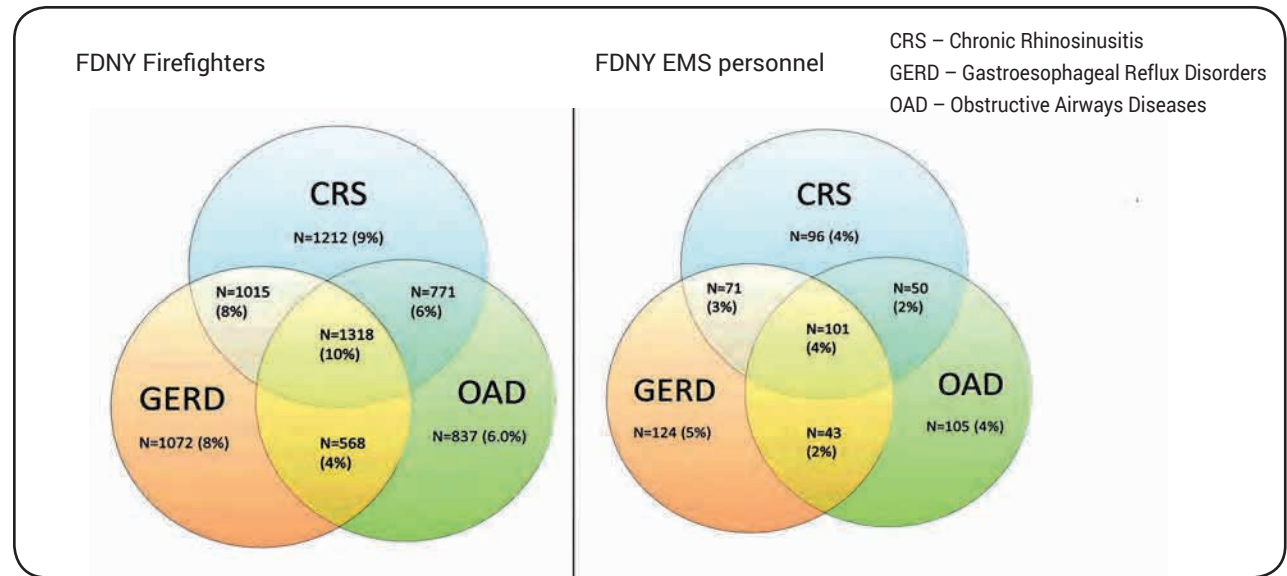 FDNY Firefighters
FDNY EMS personnel
CRS – Chronic Rhinosinusitis
GERD – Gastroesophageal Reflux Disorders
OAD – Obstructive Airways Diseases
CRS
N=1212 (9%)
N=1015
(8%)
N=771
(6%)
N=1318
(10%)
GERD
N=1072 (8%)
OAD
N=837 (6.0%)
N=568
(4%)
CRS
N=96 (4%)
N=71
(3%)
N=50
(2%)
N=101
(4%)
GERD
N=124 (5%)
OAD
N=105 (4%)
N=43
(2%)